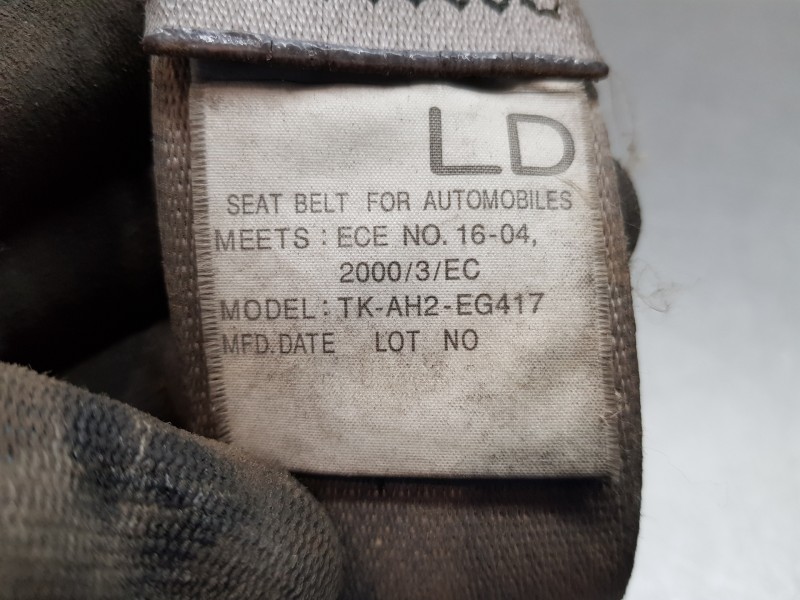 LD
SEAT BELT FOR AUTOMOBILES
MEETS : ECE NO. 16-04,
2000/3/EC
MODEL : TK-AH2-EG417
MFD.DATE LOT NO